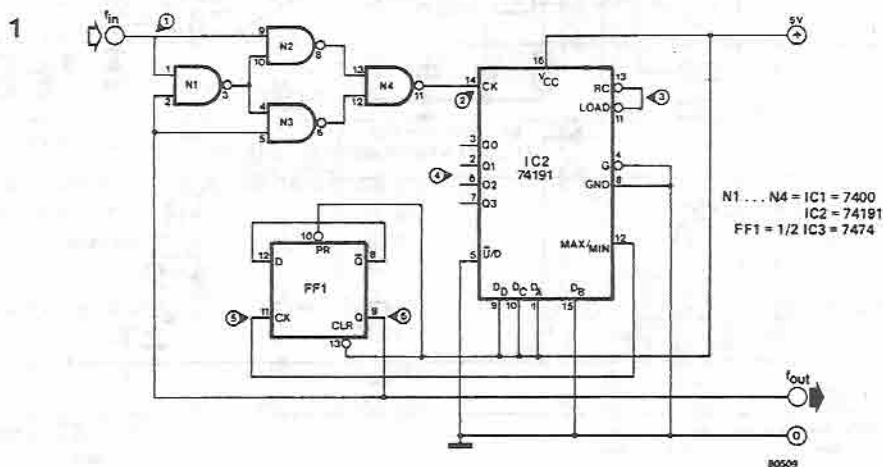 1
fin
1
5V
+
9
10
N2
8
1
2
N1
3
13
12
N4
11
14
CK
2
16
VCC
13
RC
LOAD
11
3
4
5
N3
6
3
Q0
2
Q1
4
6
Q2
7
Q3
IC2
74191
4
G
GND
8
N1 . . . N4 = IC1 = 7400
IC2 = 74191
FF1 = 1/2 IC3 = 7474
10
PR
12
D
Q̅
8
FF1
5
11
CK
Q
9
6
CLR
13
5
U̅/D
MAX/MIN
12
DD
DC
DA
DB
9
10
1
15
fout
0
80509